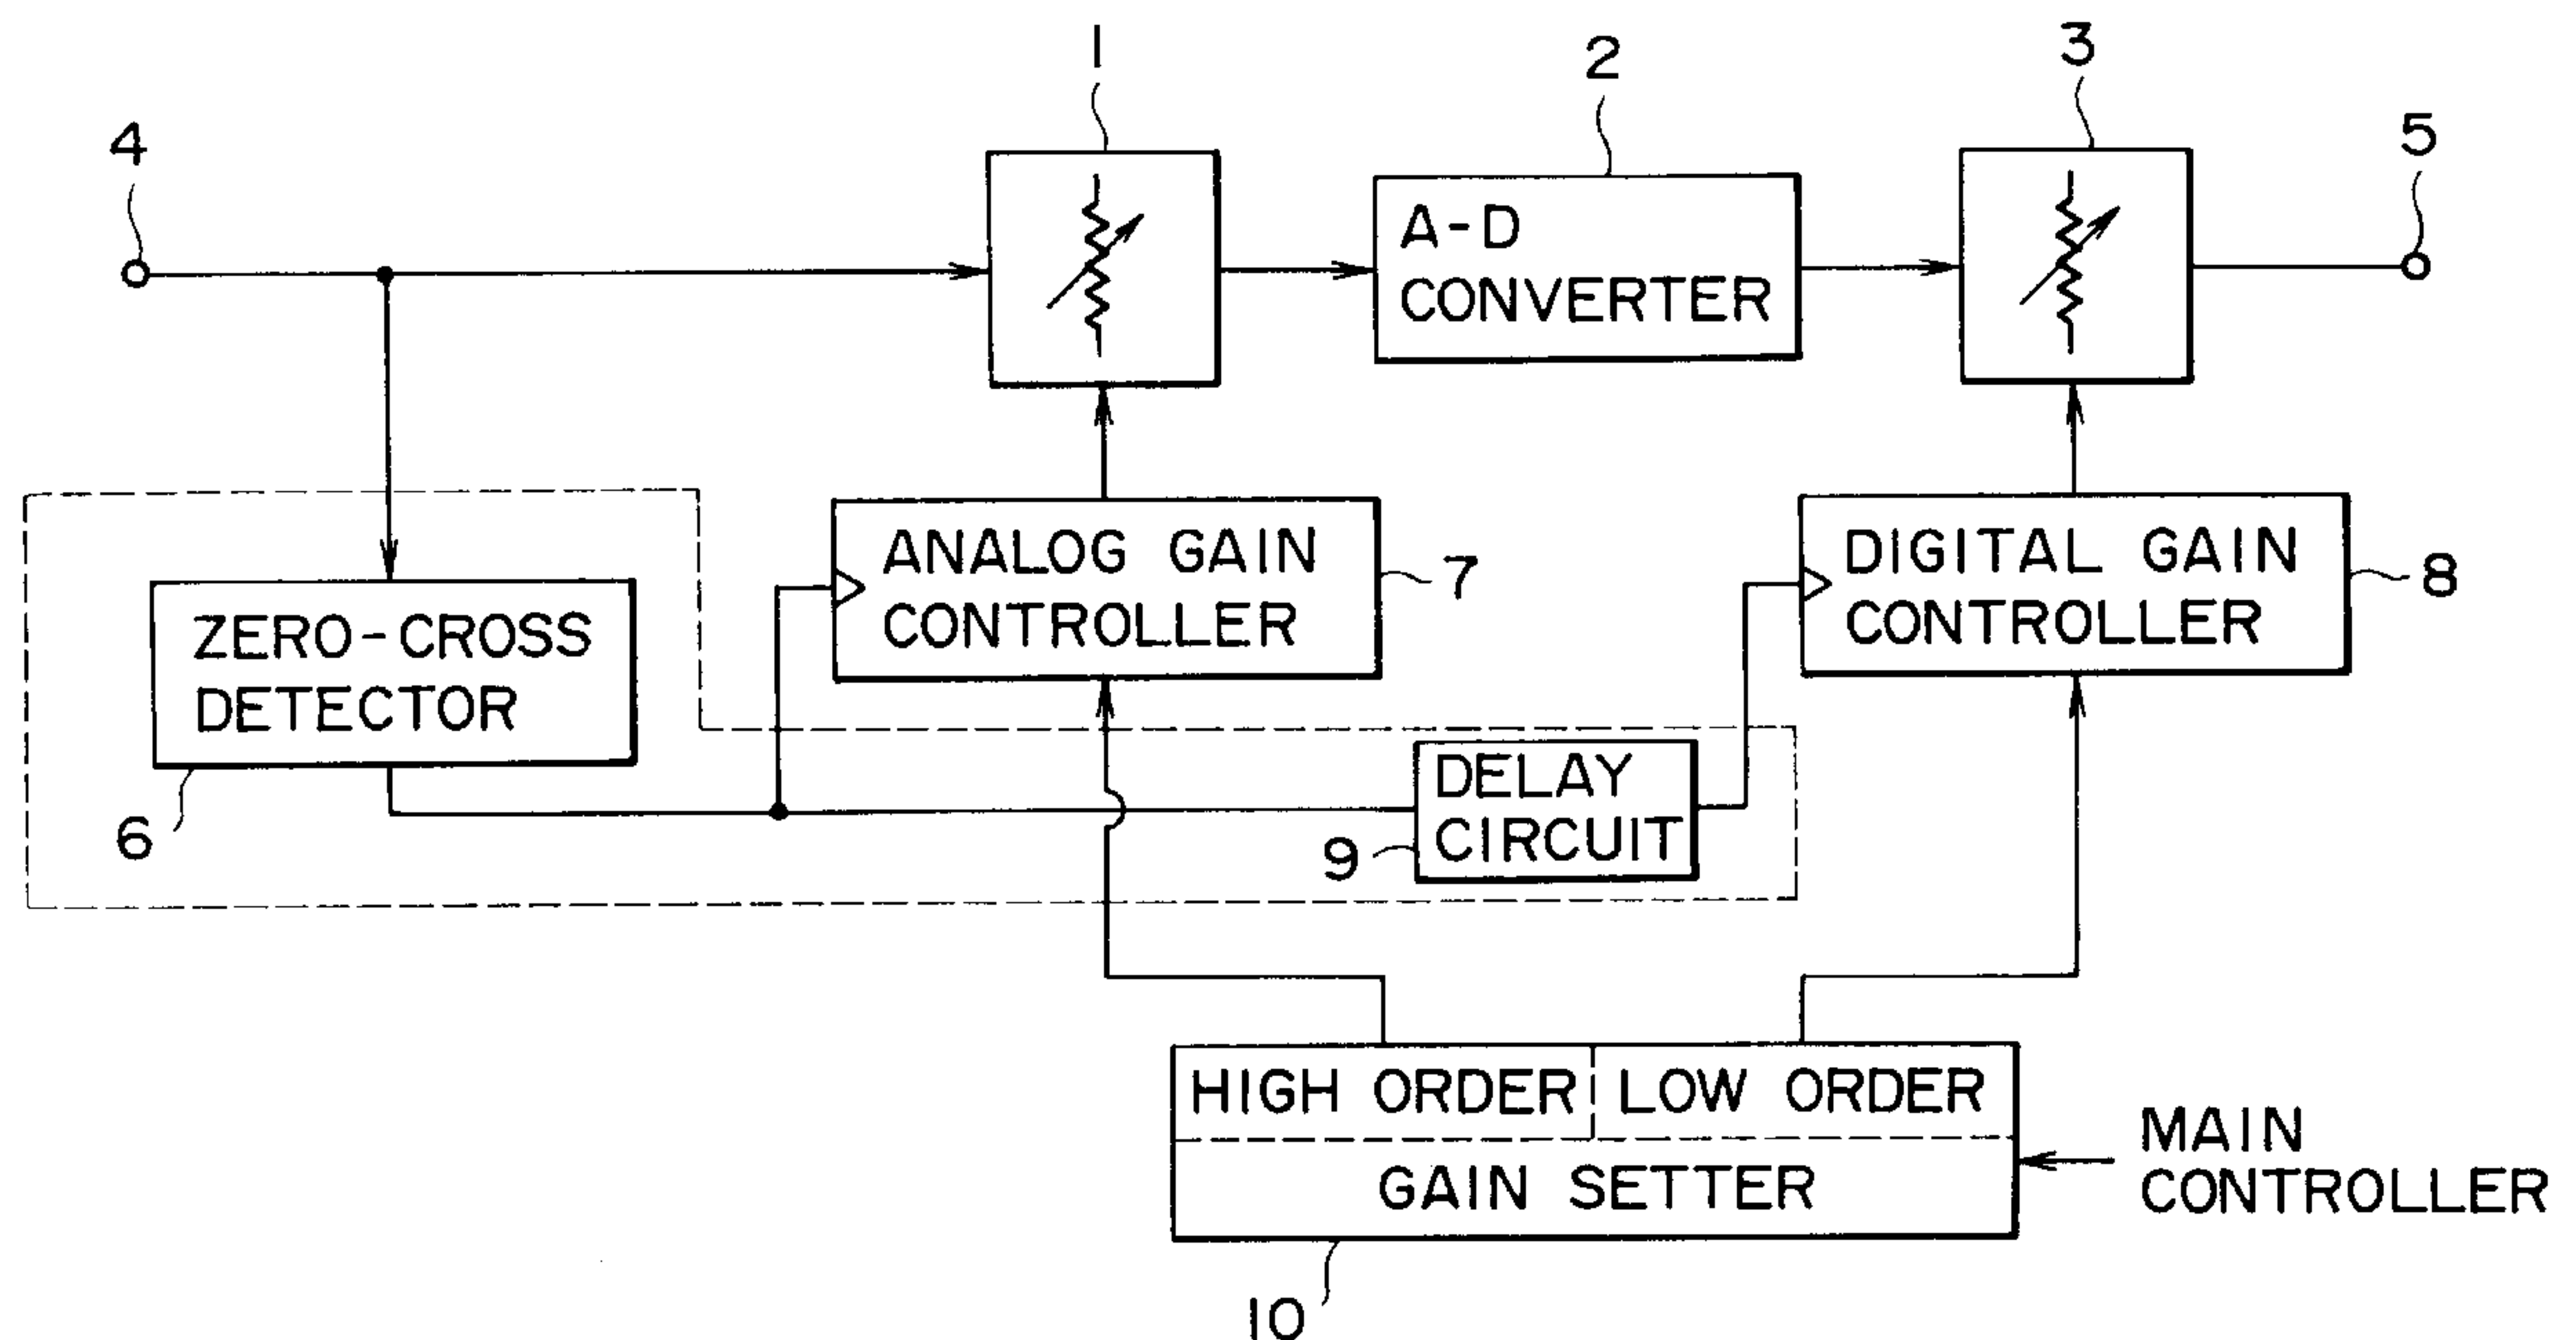 1
2
3
4
5
A-D
CONVERTER
ANALOG GAIN
CONTROLLER
7
DIGITAL GAIN
CONTROLLER
8
ZERO-CROSS
DETECTOR
6
DELAY
CIRCUIT
9
HIGH ORDER
LOW ORDER
GAIN SETTER
MAIN
CONTROLLER
10